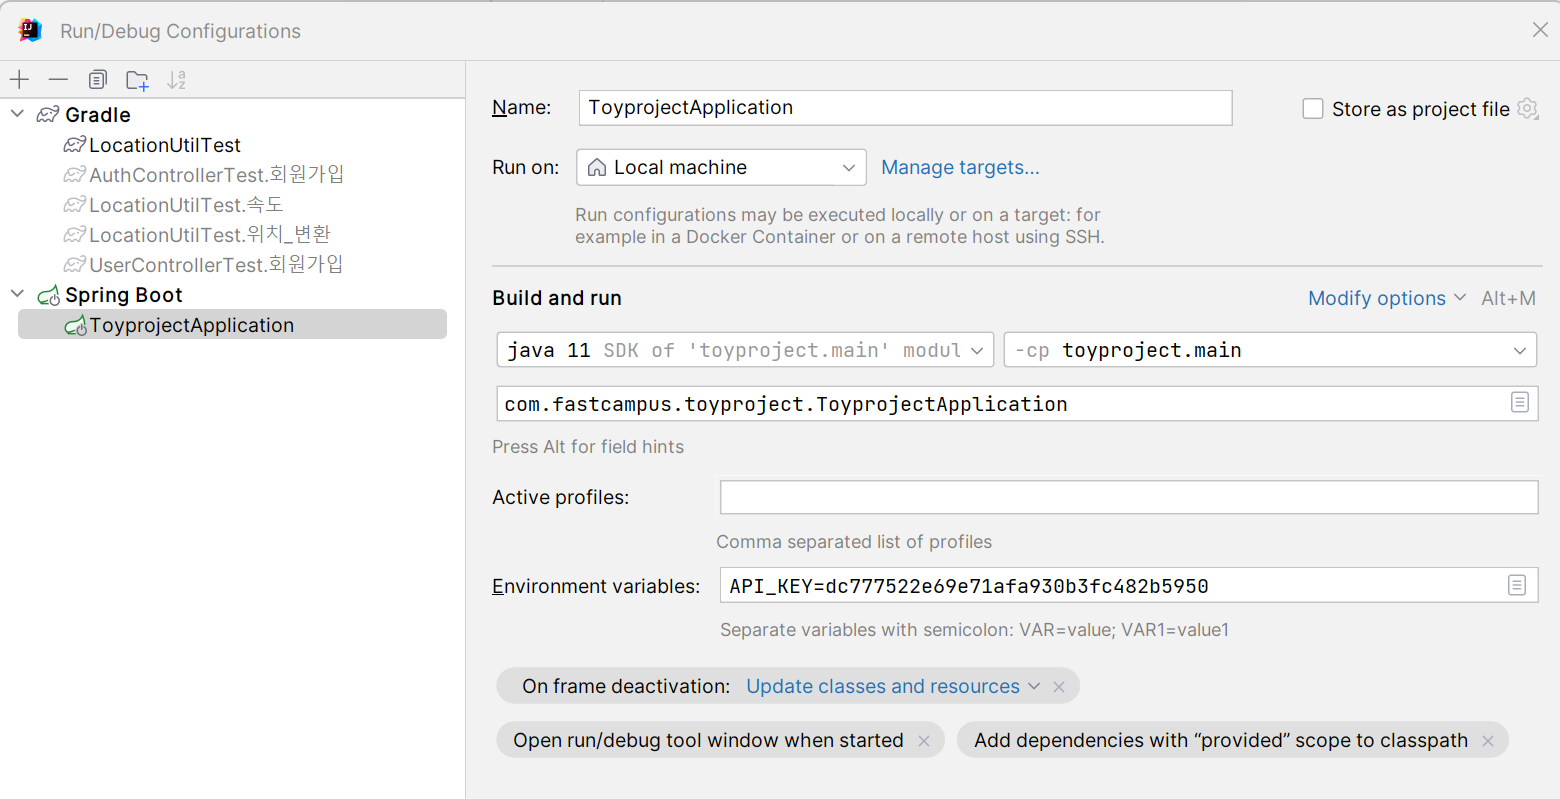 Run/Debug Configurations
Gradle
LocationUtilTest
AuthControllerTest.회원가입
LocationUtilTest.속도
LocationUtilTest.위치_변환
UserControllerTest.회원가입
Spring Boot
ToyprojectApplication
Name: ToyprojectApplication
Store as project file
Run on: Local machine Manage targets...
Run configurations may be executed locally or on a target: for
example in a Docker Container or on a remote host using SSH.
Build and run
Modify options Alt+M
java 11 SDK of 'toyproject.main' modul
-cp toyproject.main
com.fastcampus.toyproject.ToyprojectApplication
Press Alt for field hints
Active profiles:
Comma separated list of profiles
Environment variables: API_KEY=dc777522e69e71afa930b3fc482b5950
Separate variables with semicolon: VAR=value; VAR1=value1
On frame deactivation: Update classes and resources
Open run/debug tool window when started
Add dependencies with “provided” scope to classpath